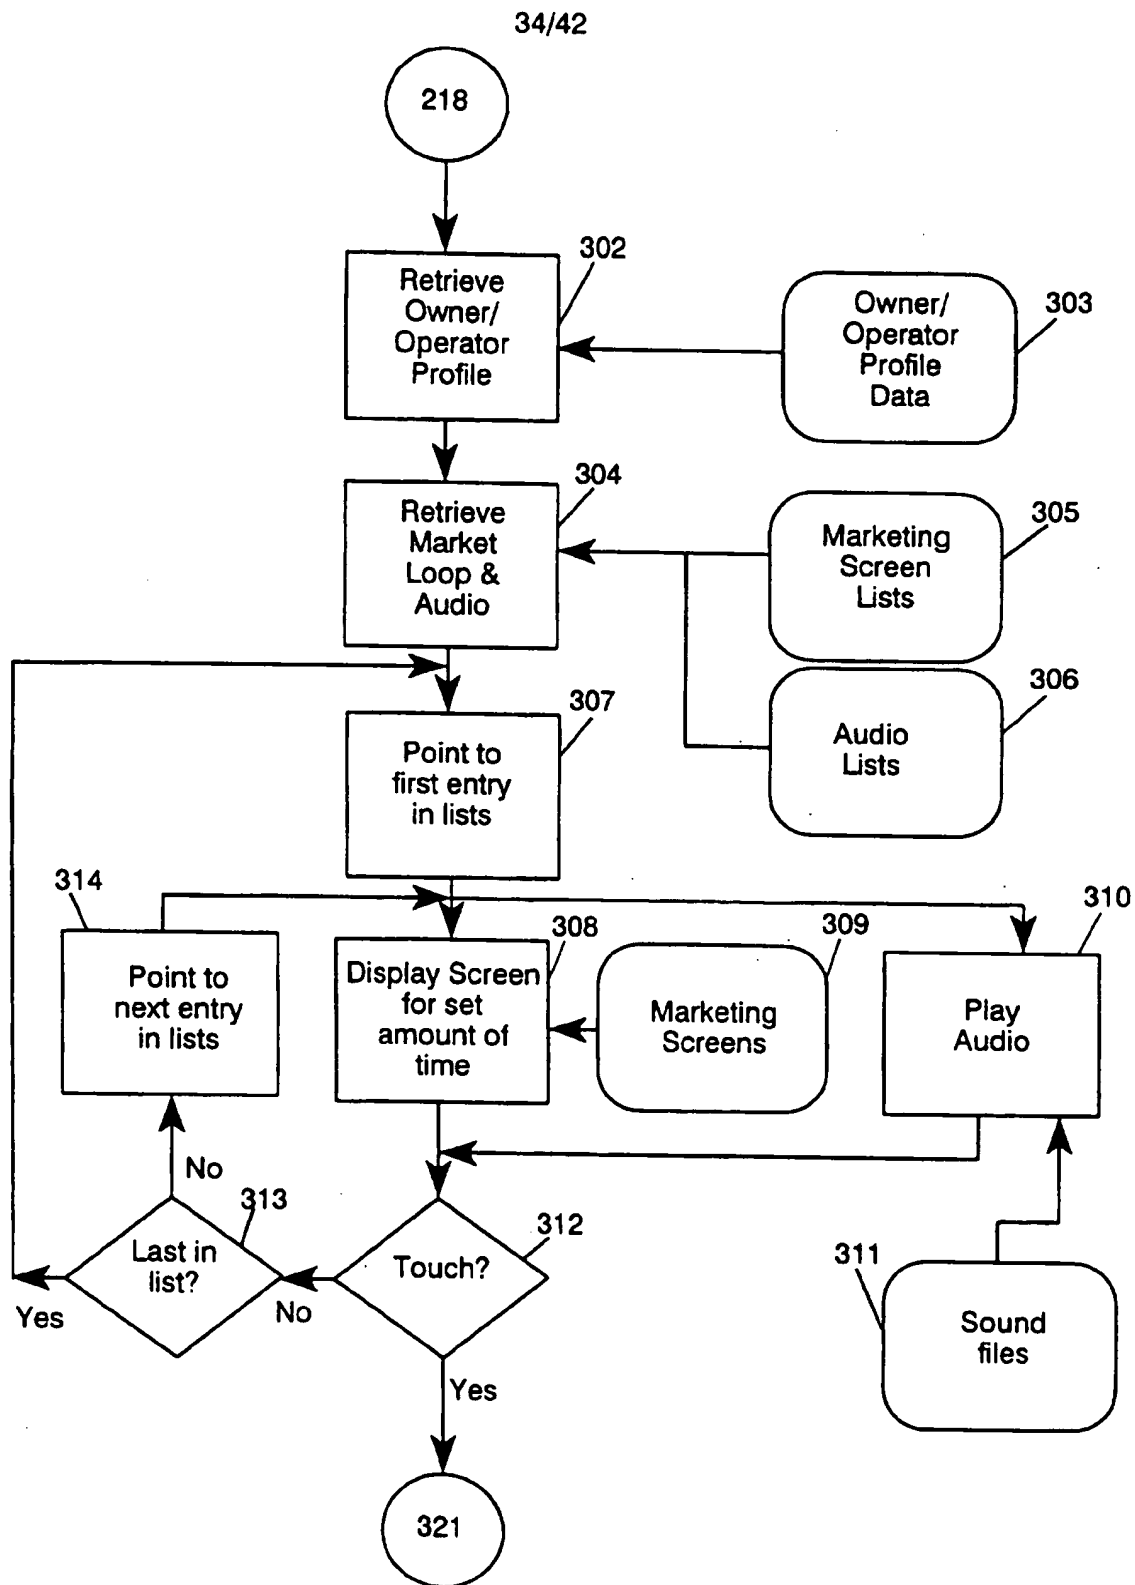 34/42
218
302
Retrieve
Owner/
Operator
Profile
Owner/
Operator
Profile
Data
303
304
Retrieve
Market
Loop &
Audio
Marketing
Screen
Lists
305
306
Audio
Lists
307
Point to
first entry
in lists
314
Point to
next entry
in lists
308
Display Screen
for set
amount of
time
309
Marketing
Screens
310
Play
Audio
No
313
Last in
list?
Yes
No
312
Touch?
Yes
311
Sound
files
321